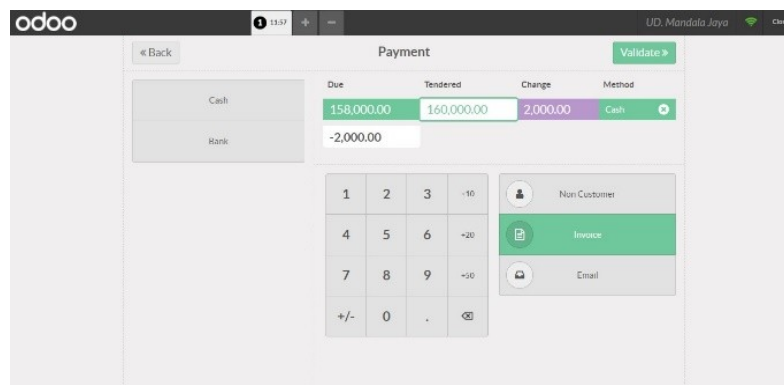 odoo 1 13:57 + − UD. Mandala Jaya
« Back Payment Validate »
Cash
Bank
Due Tendered Change Method
158,000.00 160,000.00 2,000.00 Cash
-2,000.00
1 2 3 +10
4 5 6 +20
7 8 9 +50
+/- 0 .
Non Customer
Invoice
Email